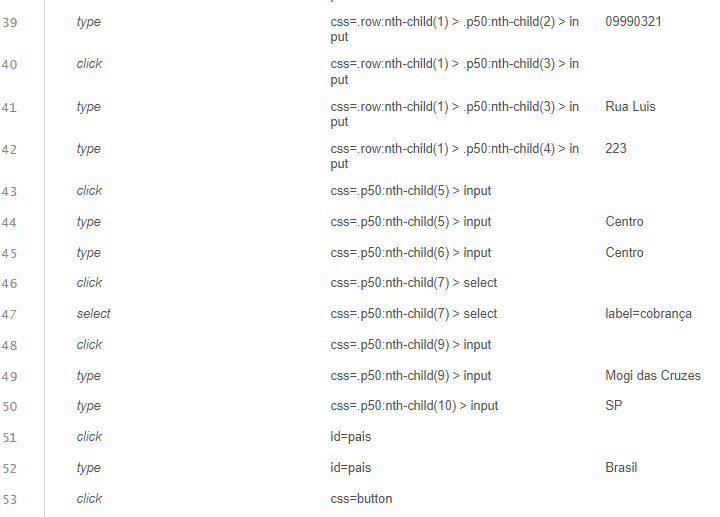 39 type css=.row:nth-child(1) > .p50:nth-child(2) > in 09990321
put
40 click css=.row:nth-child(1) > .p50:nth-child(3) > in
put
41 type css=.row:nth-child(1) > .p50:nth-child(3) > in Rua Luis
put
42 type css=.row:nth-child(1) > .p50:nth-child(4) > in 223
put
43 click css=.p50:nth-child(5) > input
44 type css=.p50:nth-child(5) > input Centro
45 type css=.p50:nth-child(6) > input Centro
46 click css=.p50:nth-child(7) > select
47 select css=.p50:nth-child(7) > select label=cobrança
48 click css=.p50:nth-child(9) > input
49 type css=.p50:nth-child(9) > input Mogi das Cruzes
50 type css=.p50:nth-child(10) > input SP
51 click id=pais
52 type id=pais Brasil
53 click css=button